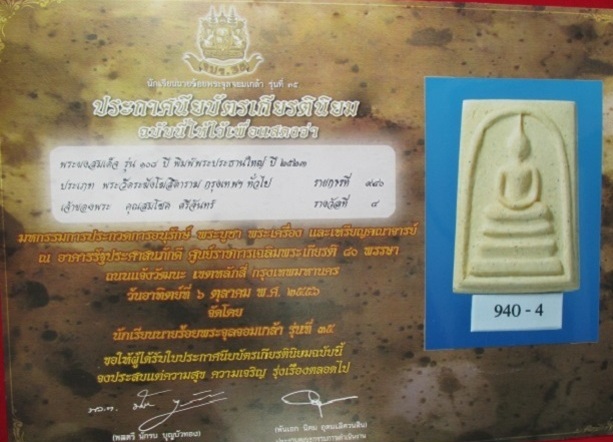 จปร. ๓๕
นักเรียนนายร้อยพระจุลจอมเกล้า รุ่นที่ ๓๕
ประกาศนียบัตรเกียรตินิยม
ฉบับนี้ให้ไว้เพื่อแสดงว่า
พระผงสมเด็จ รุ่น ๑๐๘ ปี พิมพ์พระประธานใหญ่ ปี ๒๕๒๓
ประเภท พระวัดระฆังโฆสิตาราม กรุงเทพฯ ทั่วไป รายการที่ ๙๔๐
เจ้าของพระ คุณสมโชค ศรีจันทร์ รางวัลที่ ๔
มหกรรมการประกวดการอนุรักษ์ พระบูชา พระเครื่อง และเหรียญคณาจารย์
ณ อาคารรัฐประศาสนภักดี ศูนย์ราชการเฉลิมพระเกียรติ ๘๐ พรรษา
ถนนแจ้งวัฒนะ เขตหลักสี่ กรุงเทพมหานคร
วันอาทิตย์ที่ ๖ ตุลาคม พ.ศ. ๒๕๕๖
จัดโดย
นักเรียนนายร้อยพระจุลจอมเกล้า รุ่นที่ ๓๕
ขอให้ผู้ได้รับใบประกาศนียบัตรเกียรตินิยมฉบับนี้
จงประสบแต่ความสุข ความเจริญ รุ่งเรืองตลอดไป
940 - 4